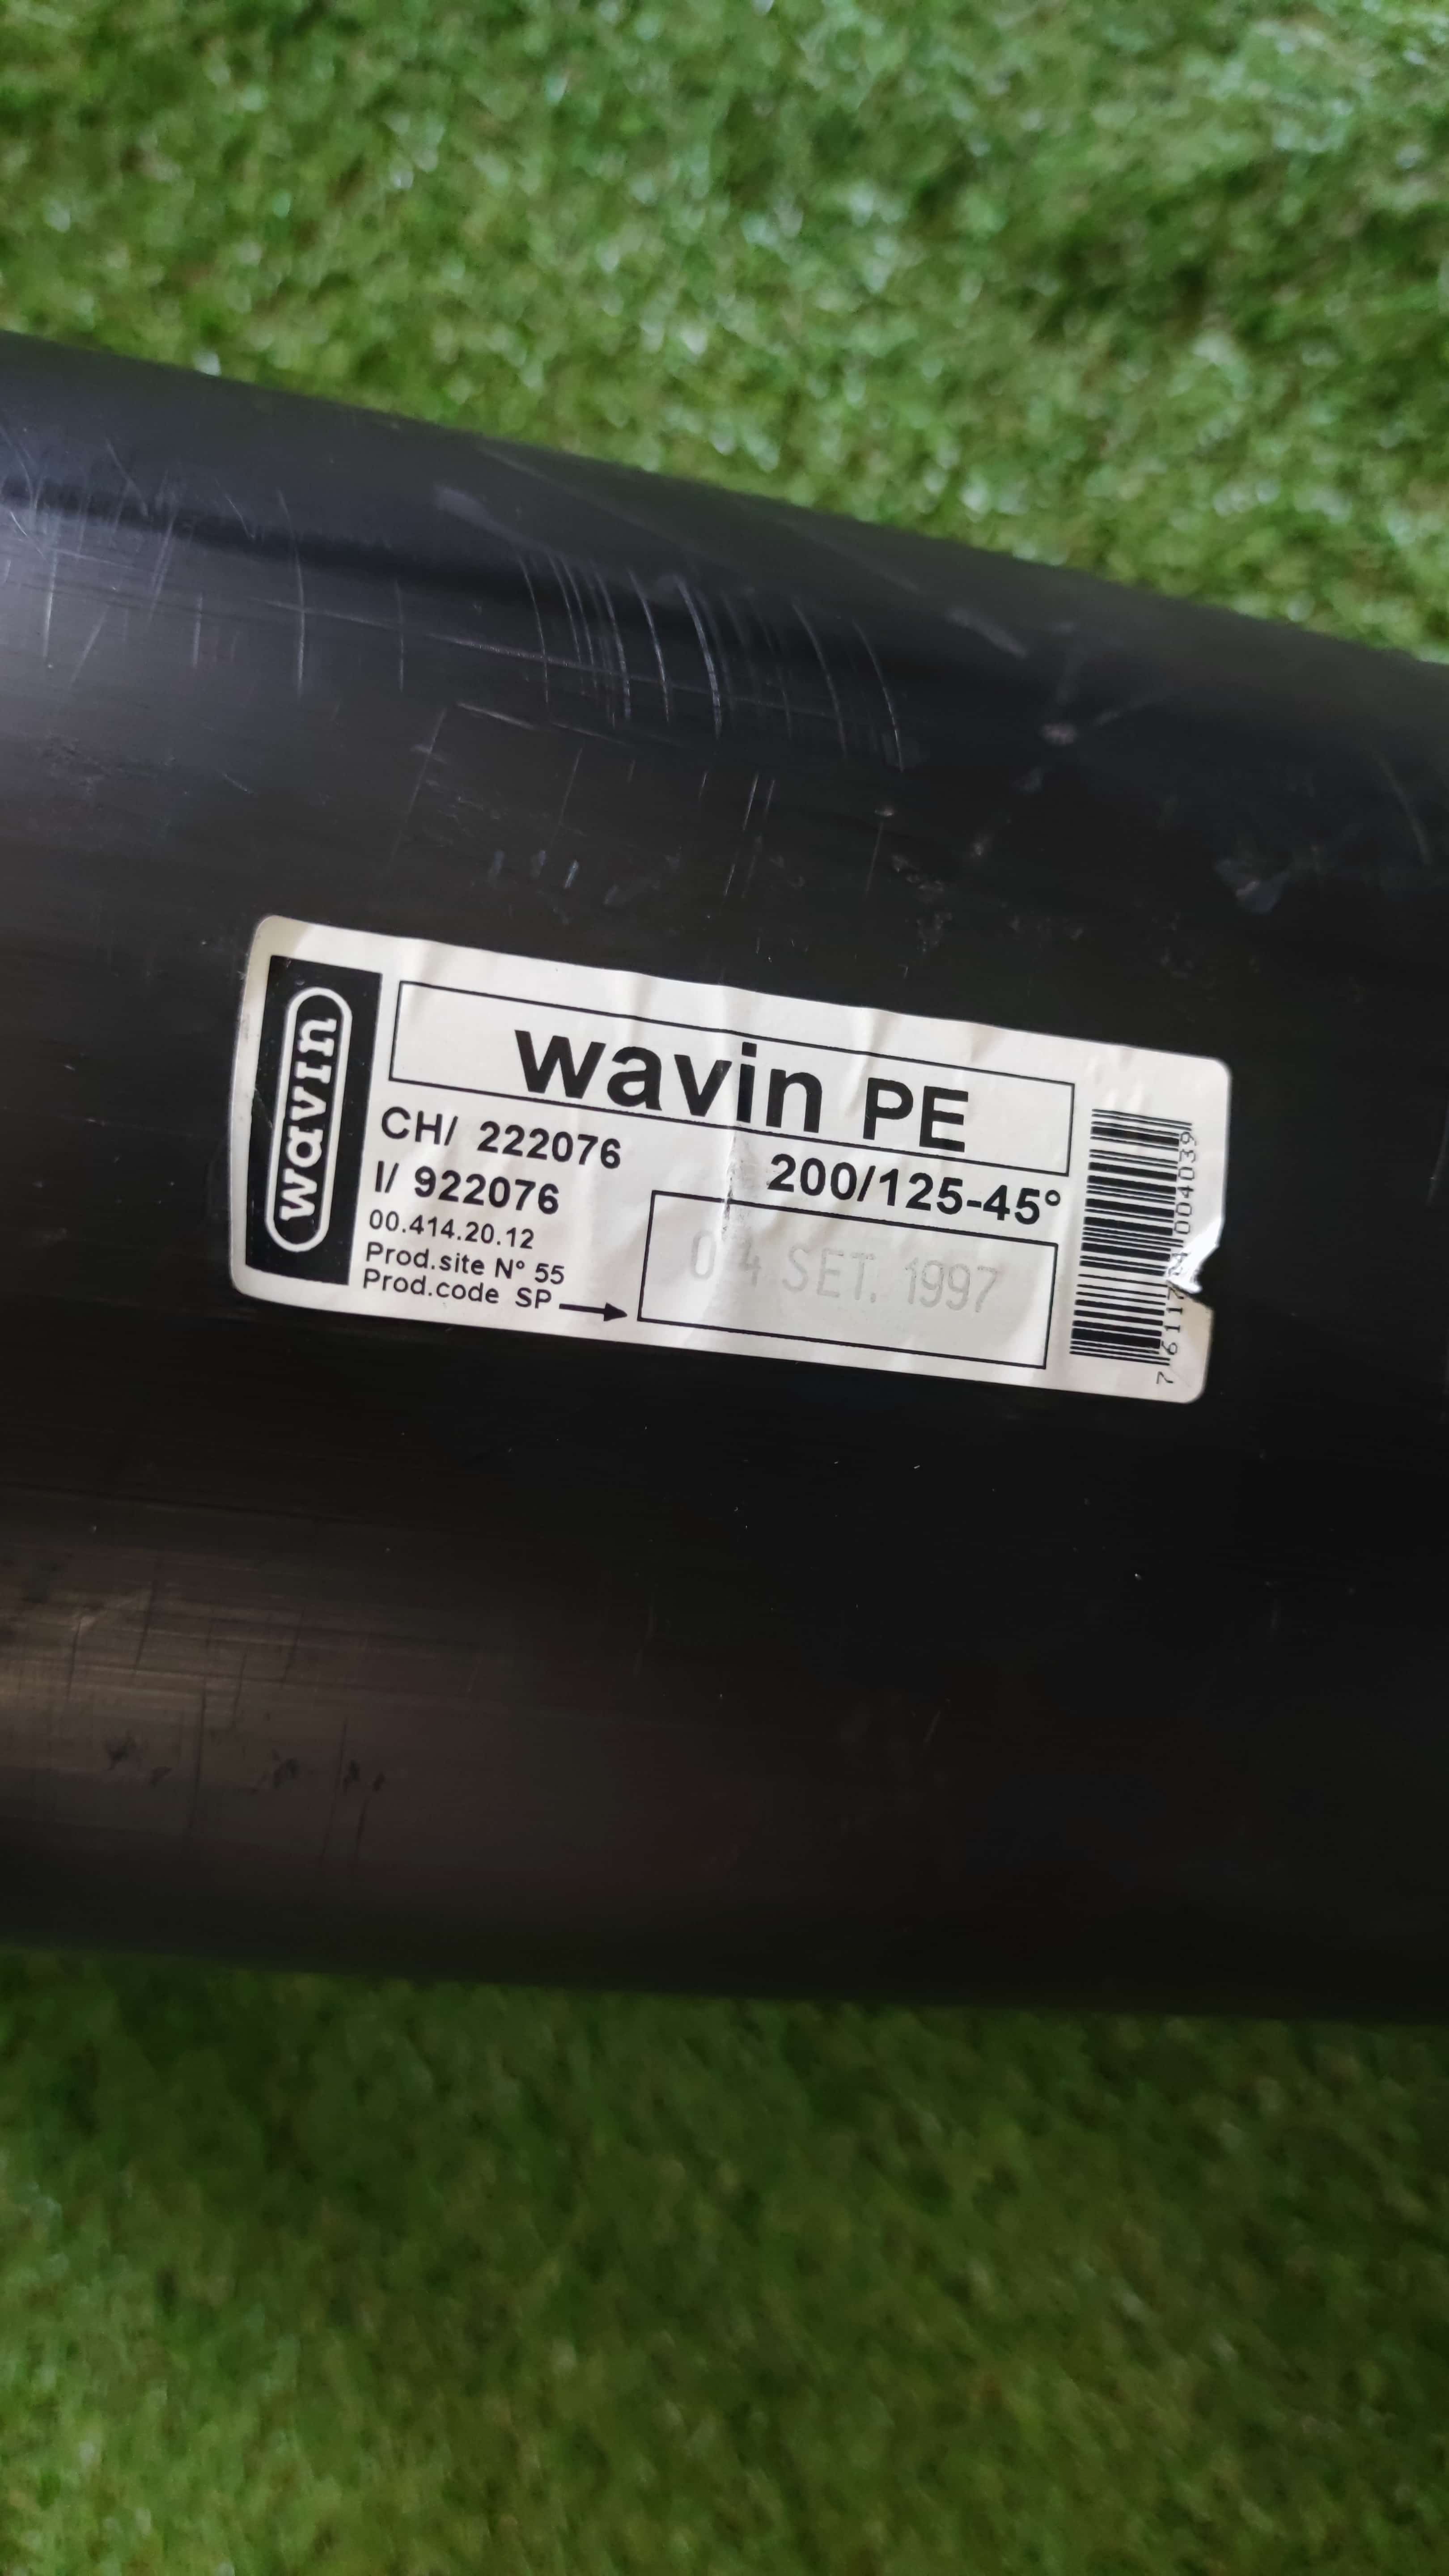 wavin
wavin PE
CH/ 222076
200/125-45°
I/ 922076
00.414.20.12
Prod.site N° 55
Prod.code SP
04 SET. 1997